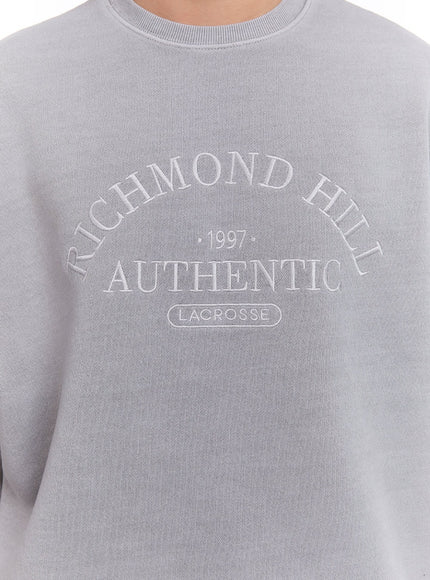 RICHMOND HILL
· 1997 ·
AUTHENTIC
LACROSSE